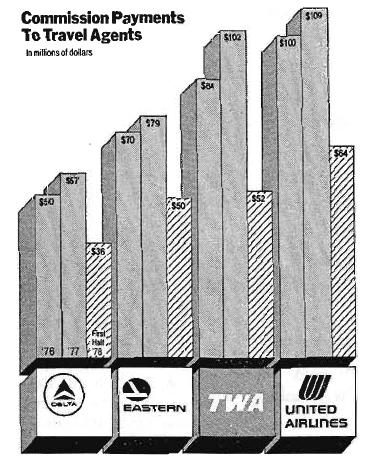 Commission Payments
To Travel Agents
In millions of dollars
$50
$57
$36
$70
$79
$50
$84
$102
$52
$100
$109
$64
'76
'77
First
Half
'78
DELTA
EASTERN
TWA
UNITED
AIRLINES